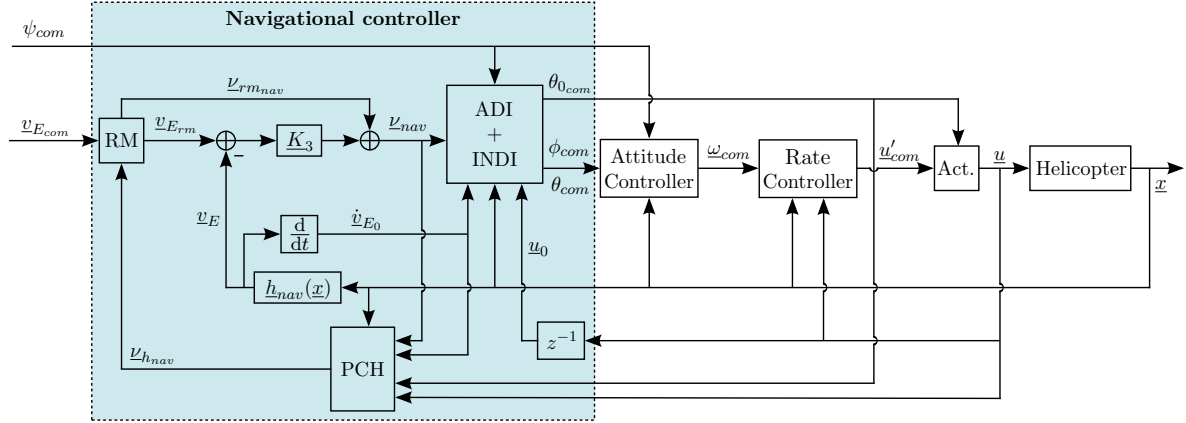 Navigational controller
ψ_com
ν_rm_nav
θ_0_com
v_E_com
RM
v_E_rm
−
K_3
ν_nav
ADI
+
INDI
ϕ_com
θ_com
Attitude
Controller
ω_com
Rate
Controller
u′_com
Act.
u
Helicopter
x
v_E
d
dt
v̇_E_0
u_0
h_nav(x)
z⁻¹
ν_h_nav
PCH